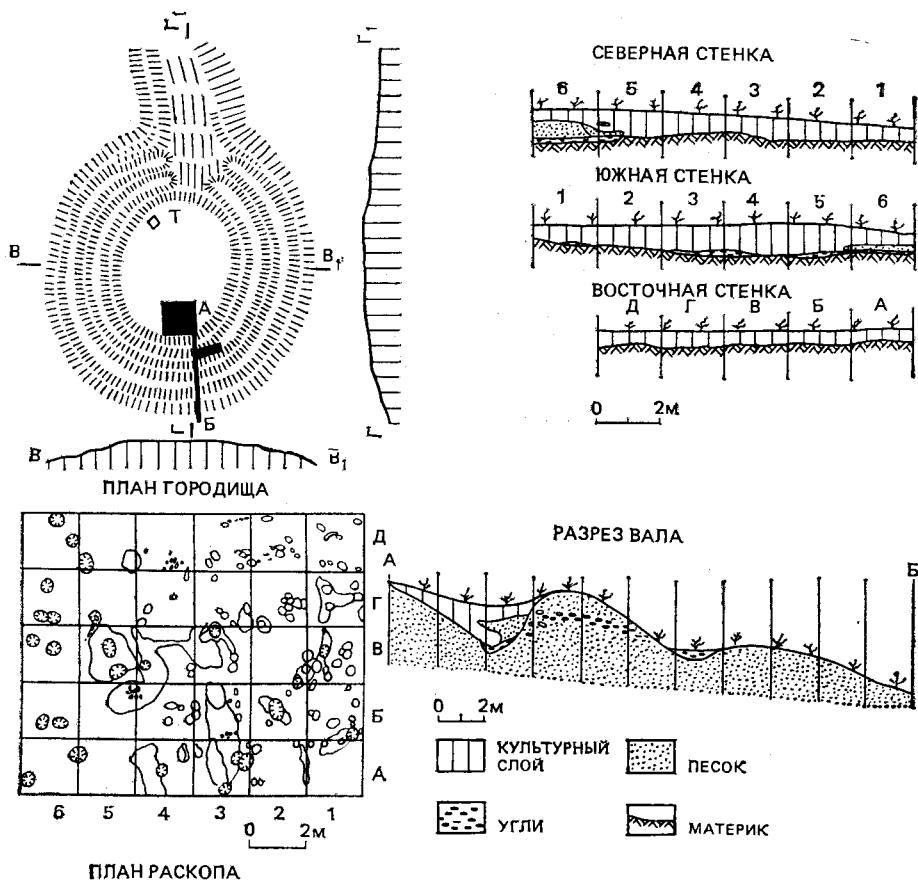 Г1
Г1
Т
В
В1
А
Г
Б
Г
В
В1
ПЛАН ГОРОДИЩА
СЕВЕРНАЯ СТЕНКА
6 5 4 3 2 1
ЮЖНАЯ СТЕНКА
1 2 3 4 5 6
ВОСТОЧНАЯ СТЕНКА
Д Г В Б А
0 2м
Д
Г
В
Б
А
6 5 4 3 2 1
0 2м
ПЛАН РАСКОПА
РАЗРЕЗ ВАЛА
А
Б
0 2м
КУЛЬТУРНЫЙ
СЛОЙ
ПЕСОК
УГЛИ
МАТЕРИК